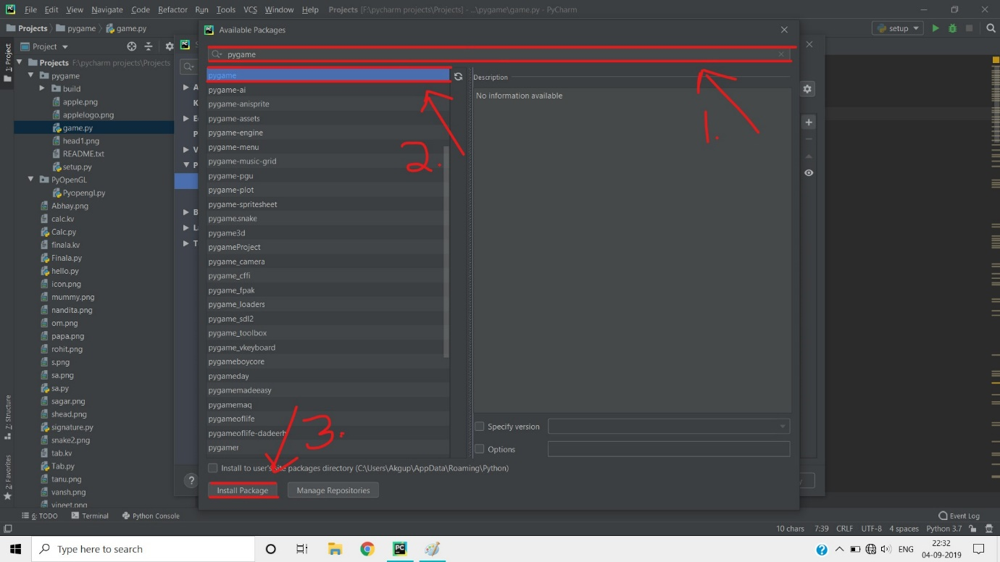 File Edit View Navigate Code Refactor Run Tools VCS Window Help Projects [F:\pycharm projects\Projects] - ...\pygame\game.py - PyCharm
Projects pygame game.py
setup
Available Packages
1: Project
Project
pygame
Projects F:\pycharm projects\Projects
pygame
build
apple.png
applelogo.png
game.py
head1.png
README.txt
setup.py
PyOpenGL
Pyopengl.py
Abhay.png
calc.kv
Calc.py
finala.kv
Finala.py
hello.py
icon.png
mummy.png
nandita.png
om.png
papa.png
rohit.png
s.png
sa.png
sa.py
sagar.png
shead.png
signature.py
snake2.png
tab.kv
Tab.py
tanu.png
vansh.png
vineet.png
7: Structure
2: Favorites
pygame
pygame-ai
pygame-anisprite
pygame-assets
pygame-engine
pygame-menu
pygame-music-grid
pygame-pgu
pygame-plot
pygame-spritesheet
pygame.snake
pygame3d
pygameProject
pygame_camera
pygame_cffi
pygame_fpak
pygame_loaders
pygame_sdl2
pygame_toolbox
pygame_vkeyboard
pygameboycore
pygameday
pygamemadeeasy
pygamemaq
pygameoflife
pygameoflife-dadeerh
pygamer
Description
No information available
1.
2.
3.
Specify version
Options
Install to user's site packages directory (C:\Users\Akgup\AppData\Roaming\Python)
?
Install Package Manage Repositories
6: TODO Terminal Python Console Event Log
10 chars 7:39 CRLF UTF-8 4 spaces Python 3.7
Type here to search
ENG
22:32
04-09-2019